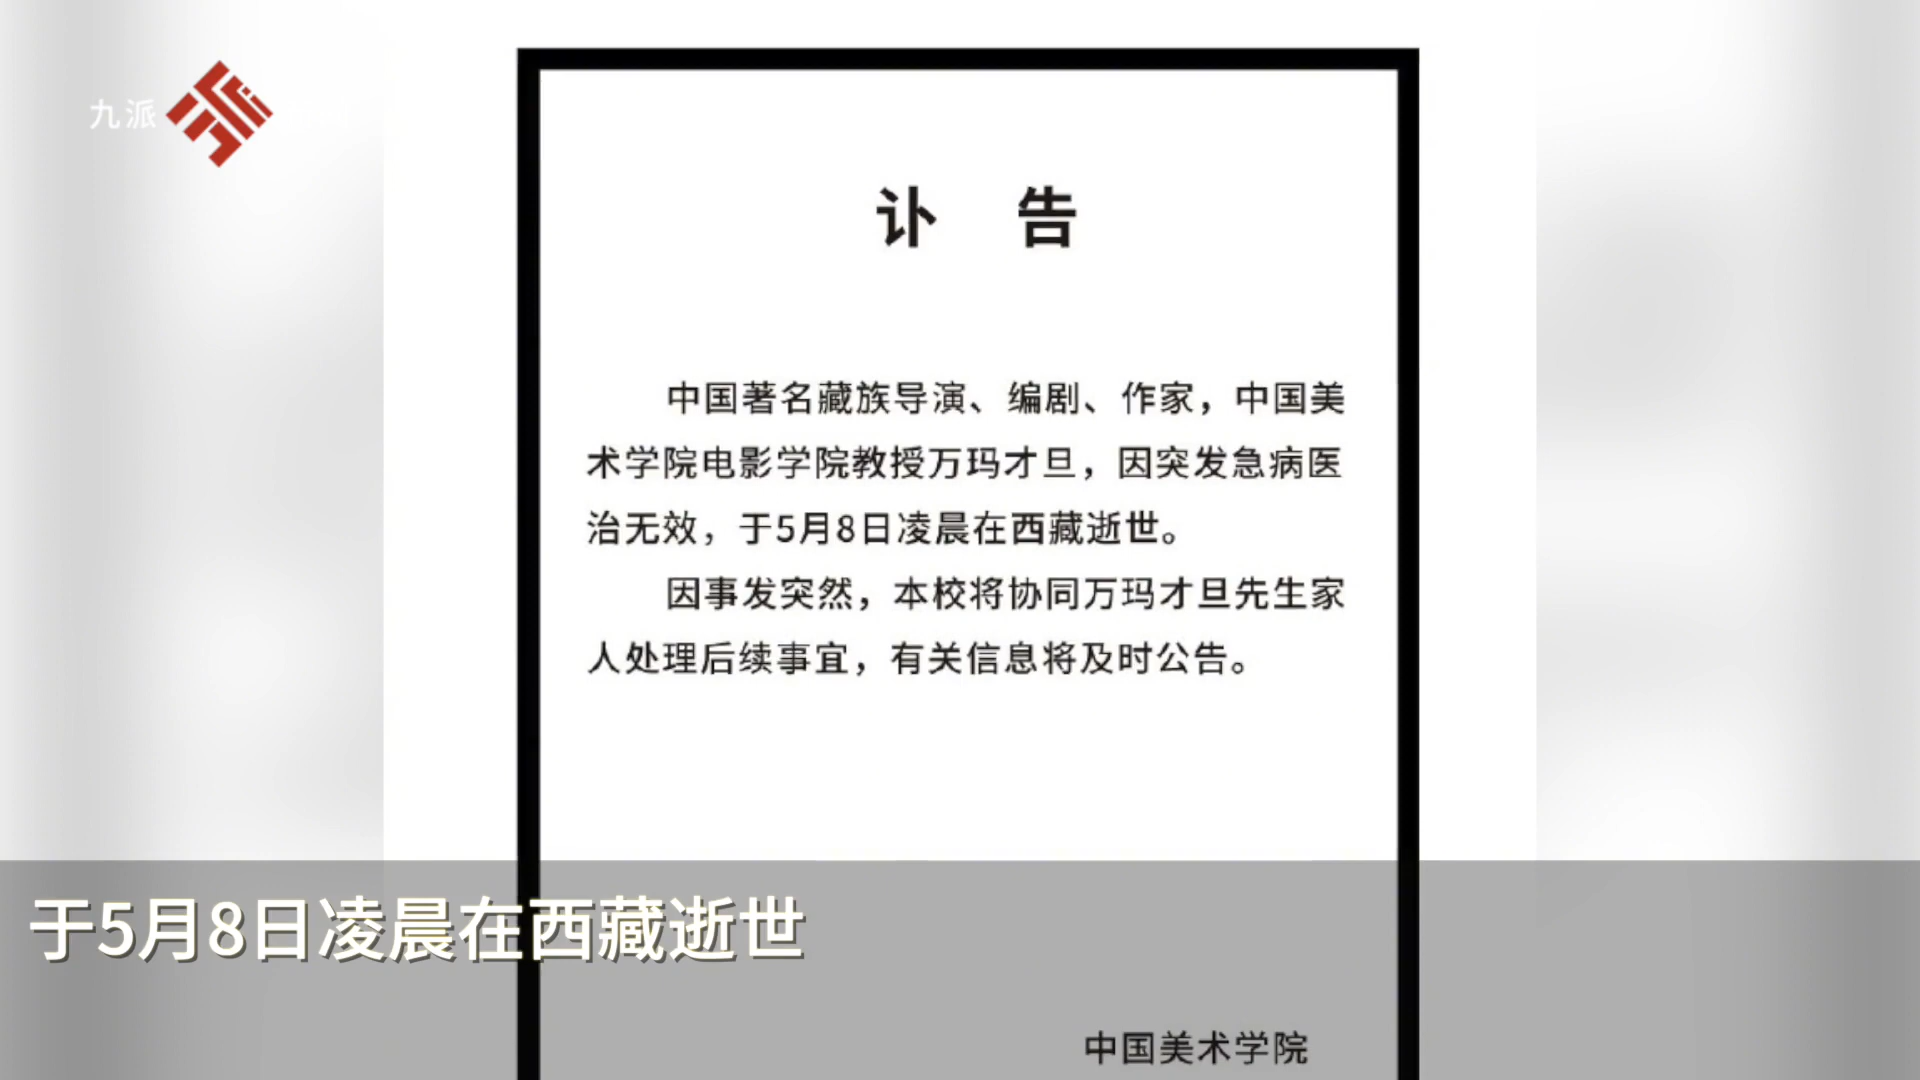 九派
讣 告
中国著名藏族导演、编剧、作家，中国美
术学院电影学院教授万玛才旦，因突发急病医
治无效，于5月8日凌晨在西藏逝世。
因事发突然，本校将协同万玛才旦先生家
人处理后续事宜，有关信息将及时公告。
于5月8日凌晨在西藏逝世
中国美术学院